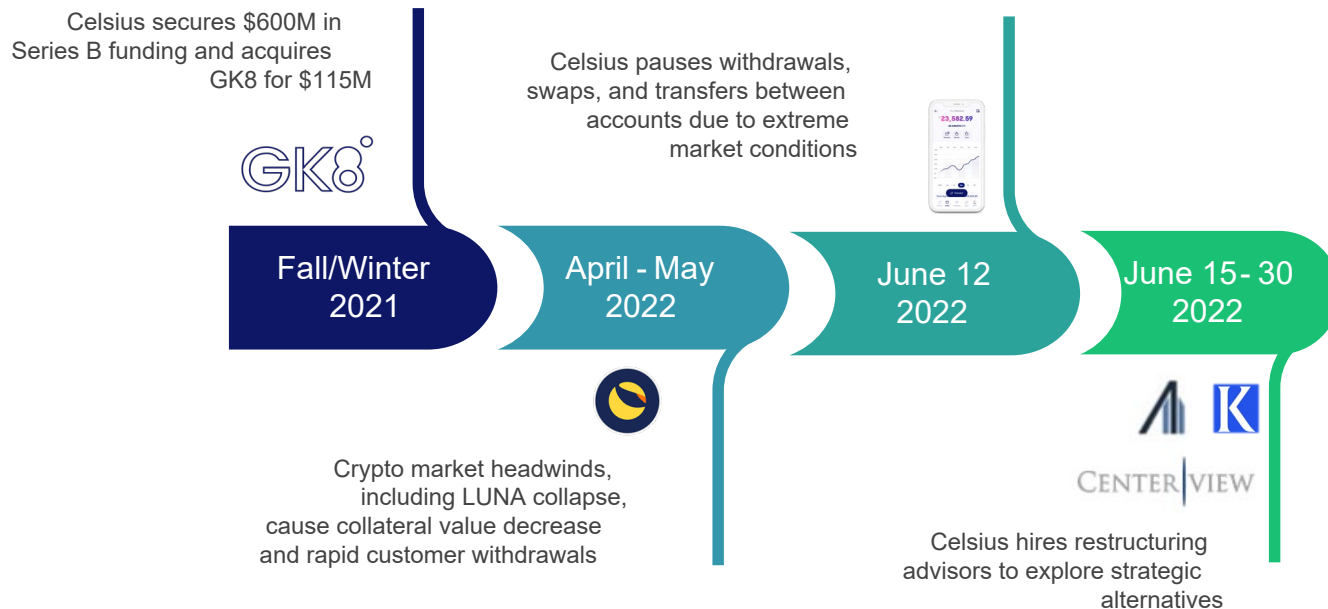 Celsius secures $600M in
Series B funding and acquires
GK8 for $115M
GK8
Fall/Winter
2021
Crypto market headwinds,
including LUNA collapse,
cause collateral value decrease
and rapid customer withdrawals
April - May
2022
Celsius pauses withdrawals,
swaps, and transfers between
accounts due to extreme
market conditions
23,582.59
June 12
2022
June 15- 30
2022
K
CENTERVIEW
Celsius hires restructuring
advisors to explore strategic
alternatives